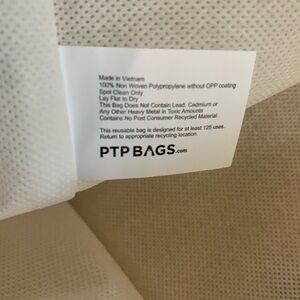 Made in Vietnam
100% Non Woven Polypropylene without OPP coating
Spot Clean Only
Lay Flat to Dry
This Bag Does Not Contain Lead, Cadmium or
Any Other Heavy Metal in Toxic Amounts
Contains No Post Consumer Recycled Material
This reusable bag is designed for at least 125 uses.
Return to appropriate recycling location.
PTP BAGS.com